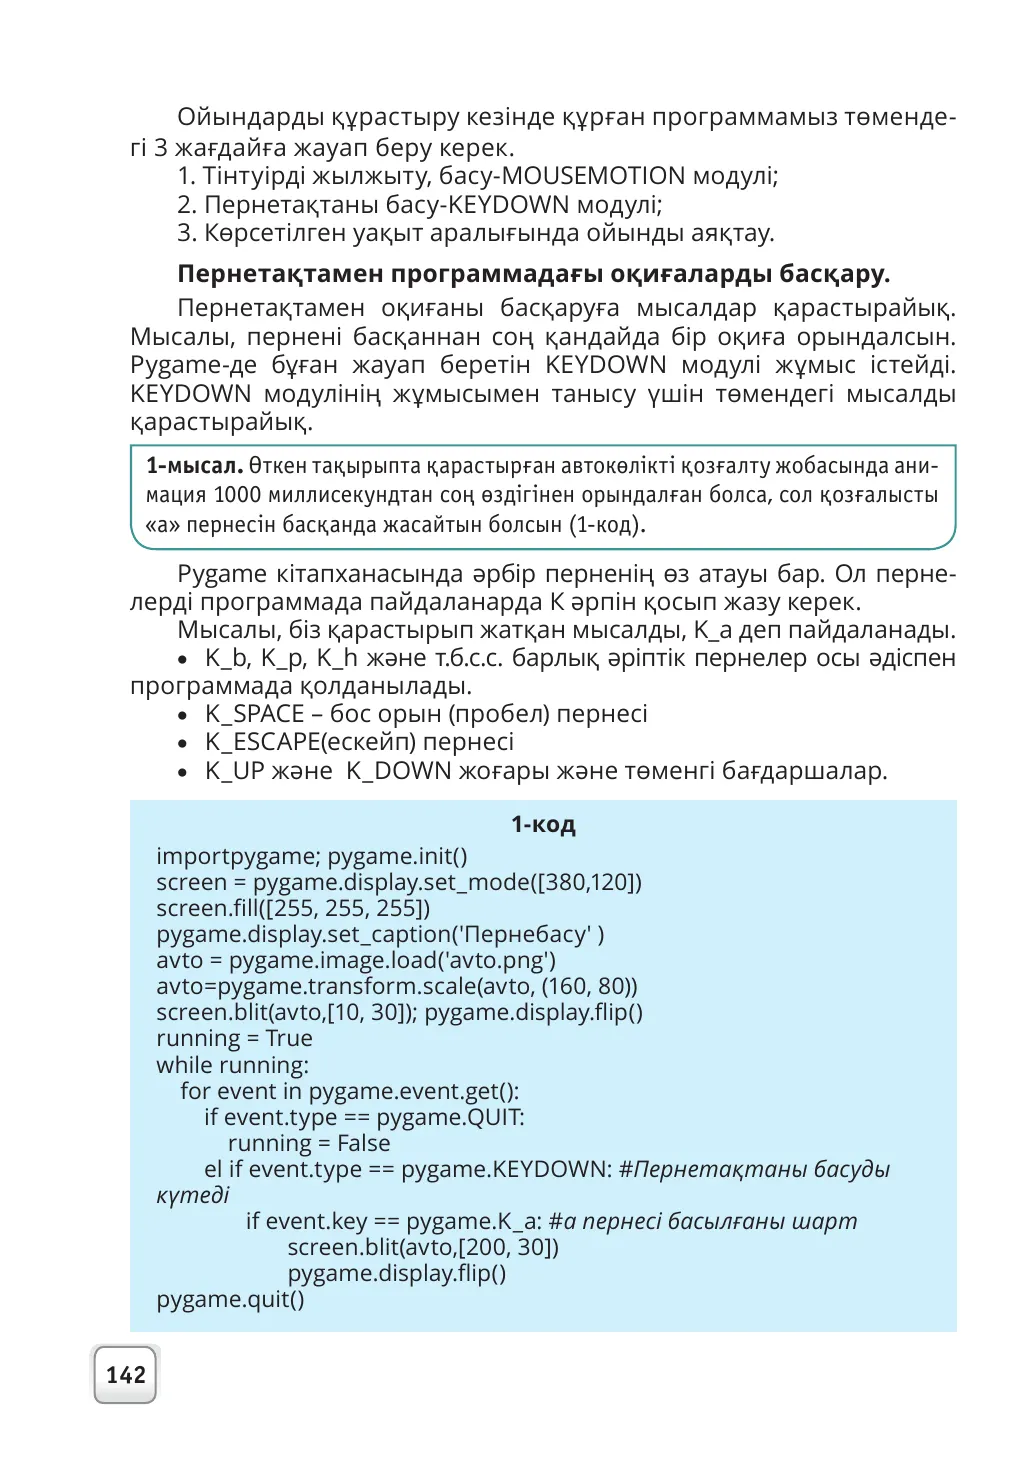 Ойындарды құрастыру кезінде құрған программамыз төменде-
гі 3 жағдайға жауап беру керек.
1. Тінтуірді жылжыту, басу-MOUSEMOTION модулі;
2. Пернетақтаны басу-KEYDOWN модулі;
3. Көрсетілген уақыт аралығында ойынды аяқтау.
Пернетақтамен программадағы оқиғаларды басқару.
Пернетақтамен оқиғаны басқаруға мысалдар қарастырайық.
Мысалы, пернені басқаннан соң қандайда бір оқиға орындалсын.
Pygame-де бұған жауап беретін KEYDOWN модулі жұмыс істейді.
KEYDOWN модулінің жұмысымен танысу үшін төмендегі мысалды
қарастырайық.
1-мысал. Өткен тақырыпта қарастырған автокөлікті қозғалту жобасында ани-
мация 1000 миллисекундтан соң өздігінен орындалған болса, сол қозғалысты
«а» пернесін басқанда жасайтын болсын (1-код).
Pygame кітапханасында әрбір перненің өз атауы бар. Ол перне-
лерді программада пайдаланарда К әрпін қосып жазу керек.
Мысалы, біз қарастырып жатқан мысалды, K_a деп пайдаланады.
• K_b, K_p, K_h және т.б.с.с. барлық әріптік пернелер осы әдіспен
программада қолданылады.
• K_SPACE – бос орын (пробел) пернесі
• K_ESCAPE(ескейп) пернесі
• K_UP және K_DOWN жоғары және төменгі бағдаршалар.
1-код
importpygame; pygame.init()
screen = pygame.display.set_mode([380,120])
screen.fill([255, 255, 255])
pygame.display.set_caption('Пернебасу' )
avto = pygame.image.load('avto.png')
avto=pygame.transform.scale(avto, (160, 80))
screen.blit(avto,[10, 30]); pygame.display.flip()
running = True
while running:
for event in pygame.event.get():
if event.type == pygame.QUIT:
running = False
el if event.type == pygame.KEYDOWN: #Пернетақтаны басуды
күтеді
if event.key == pygame.K_a: #а пернесі басылғаны шарт
screen.blit(avto,[200, 30])
pygame.display.flip()
pygame.quit()
142